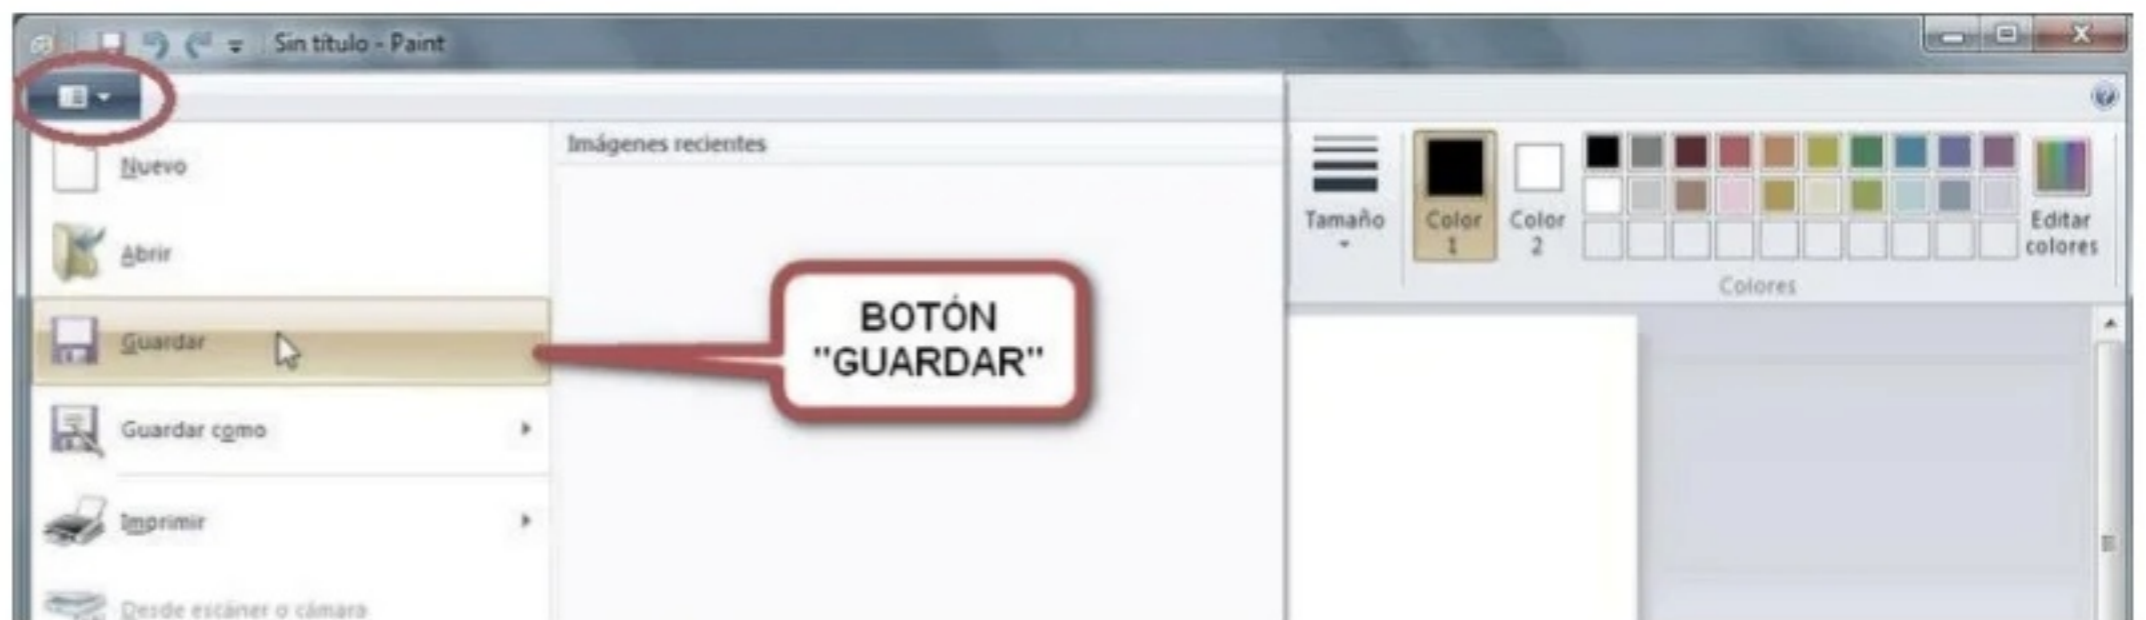 Sin título - Paint
Nuevo
Imágenes recientes
Abrir
Guardar
Guardar como
Imprimir
Desde escáner o cámara
BOTÓN
"GUARDAR"
Tamaño
Color
1
Color
2
Editar
colores
Colores